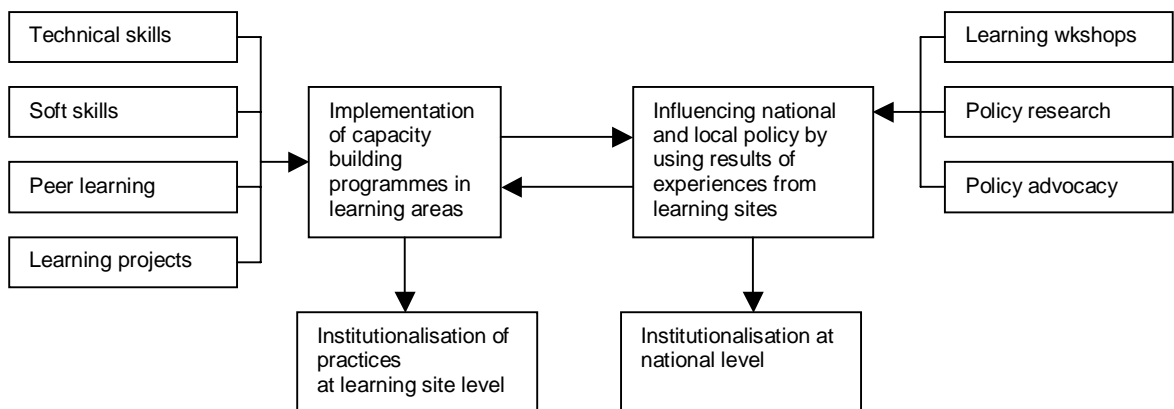 Technical skills
Soft skills
Peer learning
Learning projects
Implementation
of capacity
building
programmes in
learning areas
Influencing national
and local policy by
using results of
experiences from
learning sites
Learning wkshops
Policy research
Policy advocacy
Institutionalisation of
practices
at learning site level
Institutionalisation at
national level